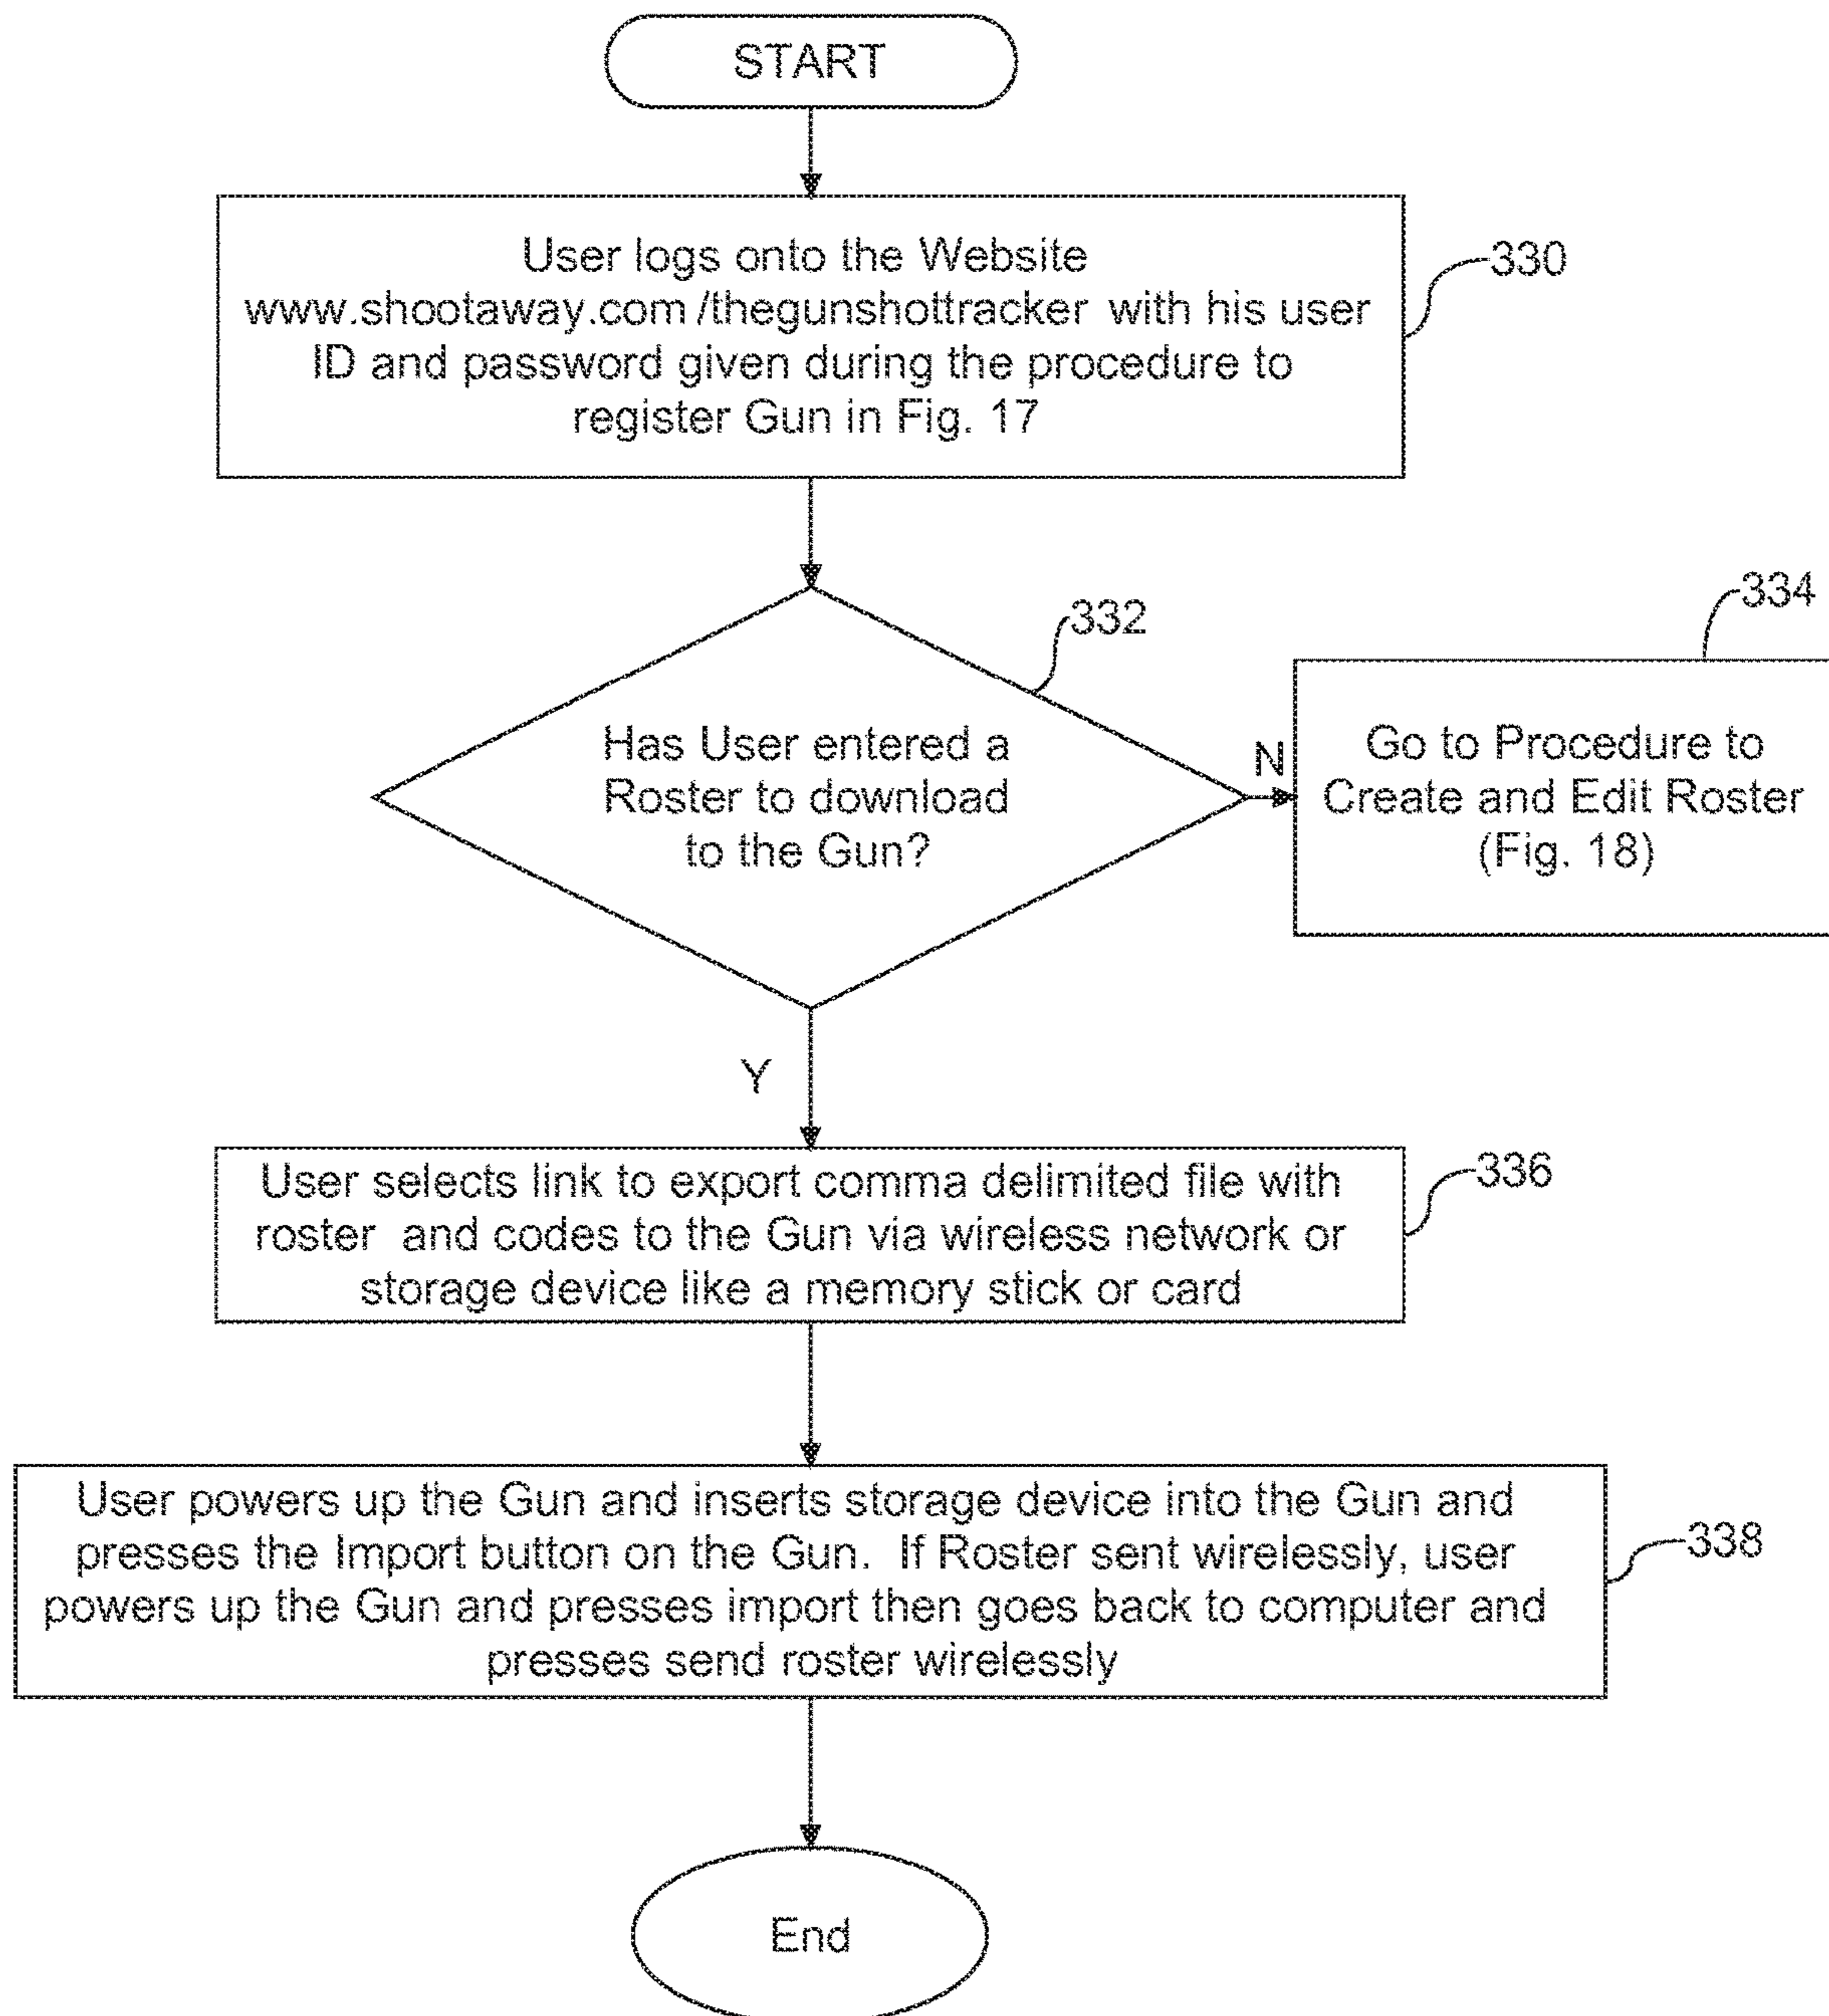 START
User logs onto the Website
www.shootaway.com /thegunshottracker with his user
ID and password given during the procedure to
register Gun in Fig. 17
330
332
334
Has User entered a
Roster to download
to the Gun?
N
Go to Procedure to
Create and Edit Roster
(Fig. 18)
Y
User selects link to export comma delimited file with
roster and codes to the Gun via wireless network or
storage device like a memory stick or card
336
User powers up the Gun and inserts storage device into the Gun and
presses the Import button on the Gun. If Roster sent wirelessly, user
powers up the Gun and presses import then goes back to computer and
presses send roster wirelessly
338
End